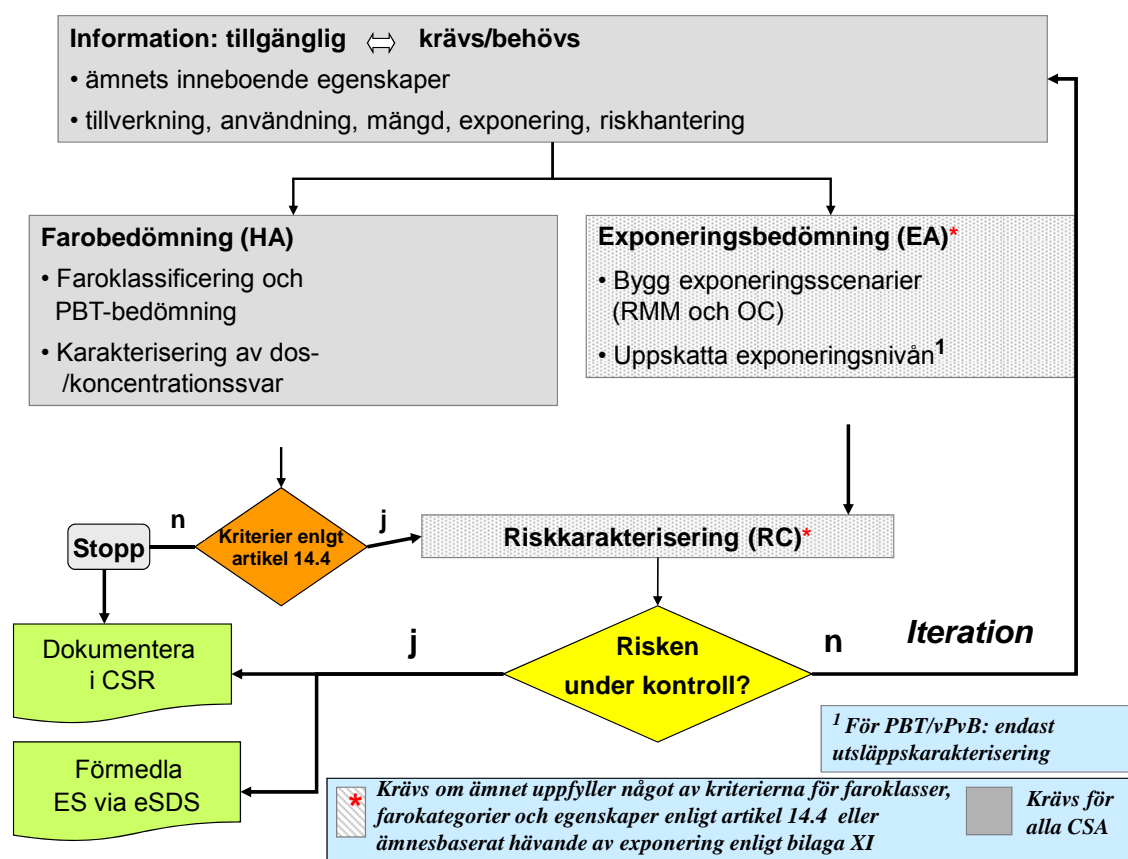 Information: tillgänglig ⇔ krävs/behövs
• ämnets inneboende egenskaper
• tillverkning, användning, mängd, exponering, riskhantering
Farobedömning (HA)
• Faroklassificering och
PBT-bedömning
• Karakterisering av dos-
/koncentrationssvar
Exponeringsbedömning (EA)*
• Bygg exponeringsscenarier
(RMM och OC)
• Uppskatta exponeringsnivån1
n
Kriterier enlgt
artikel 14.4
j
Stopp
Riskkarakterisering (RC)*
Dokumentera
i CSR
j
Risken
under kontroll?
n
Iteration
1 För PBT/vPvB: endast
utsläppskarakterisering
Förmedla
ES via eSDS
* Krävs om ämnet uppfyller något av kriterierna för faroklasser,
farokategorier och egenskaper enligt artikel 14.4 eller
ämnesbaserat hävande av exponering enligt bilaga XI
Krävs för
alla CSA